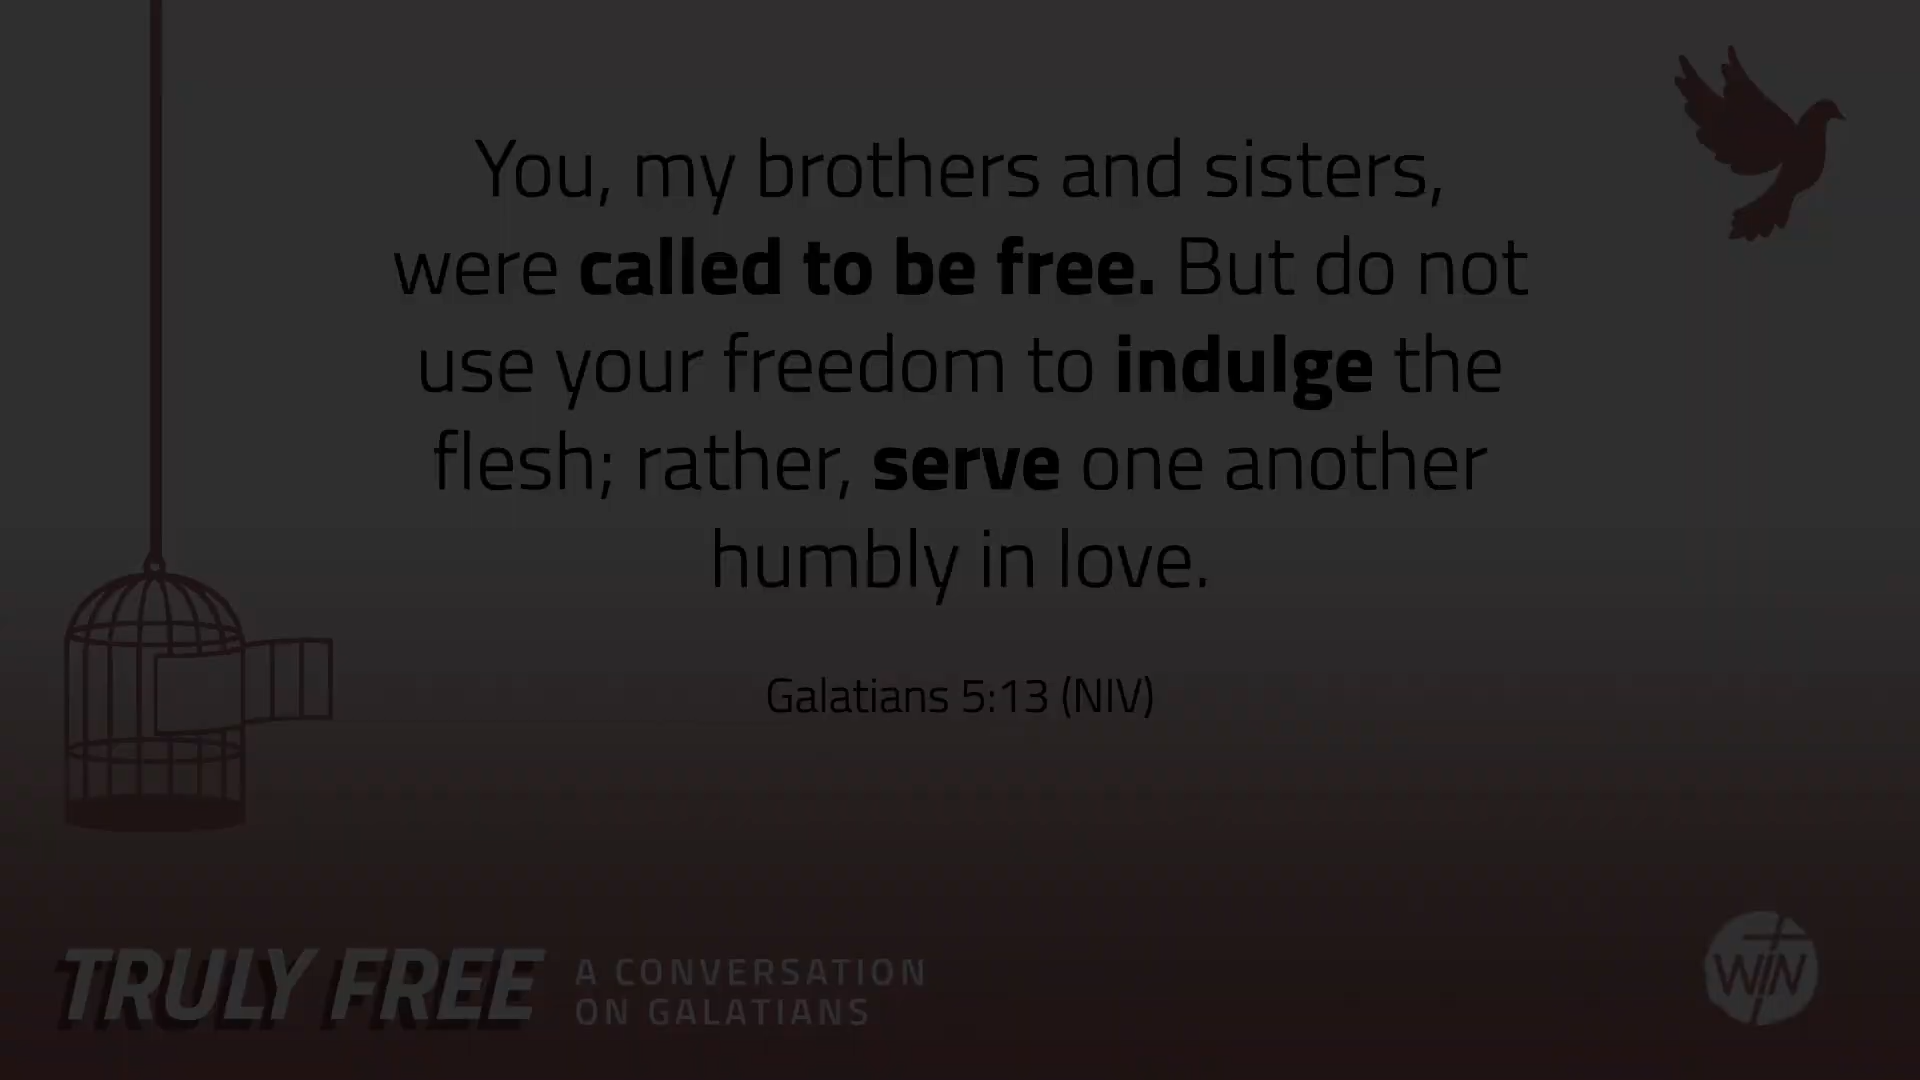 You, my brothers and sisters,
were called to be free. But do not
use your freedom to indulge the
flesh; rather, serve one another
humbly in love.
Galatians 5:13 (NIV)
TRULY FREE
A CONVERSATION
ON GALATIANS
WIN